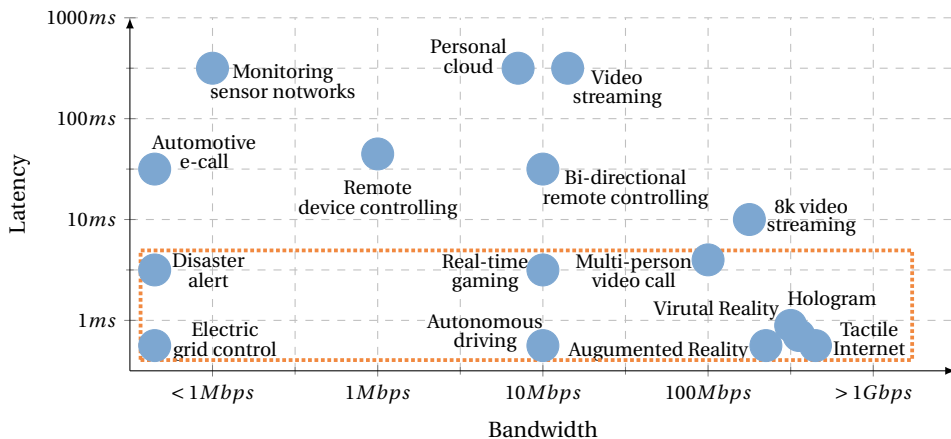 1000ms
Personal
cloud
Monitoring
sensor networks
Video
streaming
100ms
Automotive
e-call
Remote
device controlling
Bi-directional
remote controlling
Latency
10ms
8k video
streaming
Disaster
alert
Real-time
gaming
Multi-person
video call
Virutal Reality
Hologram
1ms
Electric
grid control
Autonomous
driving
Augumented Reality
Tactile
Internet
< 1Mbps
1Mbps
10Mbps
100Mbps
> 1Gbps
Bandwidth